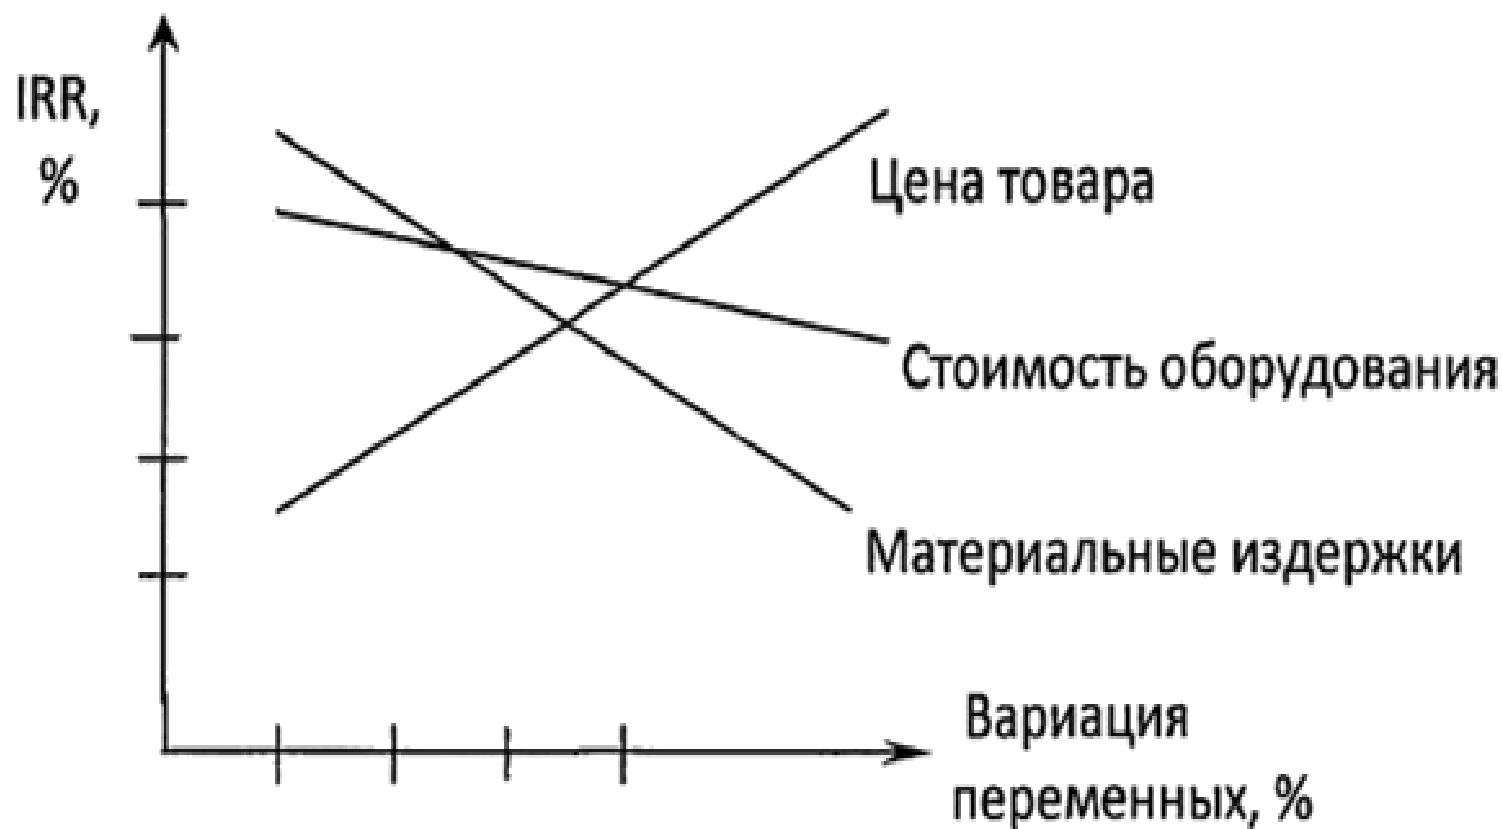 IRR,
%
Цена товара
Стоимость оборудования
Материальные издержки
Вариация
переменных, %